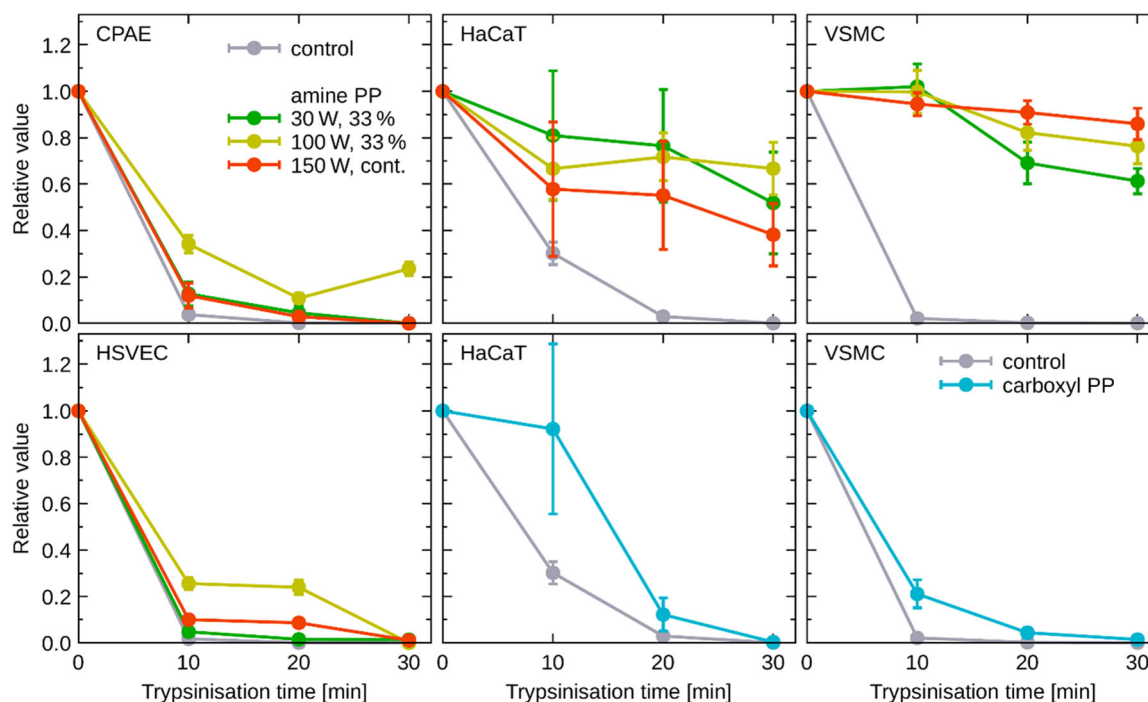 CPAE
control
amine PP
30 W, 33 %
100 W, 33 %
150 W, cont.
HaCaT
VSMC
Relative value
1.2
1.0
0.8
0.6
0.4
0.2
0.0
HSVEC
HaCaT
VSMC
control
carboxyl PP
Relative value
1.2
1.0
0.8
0.6
0.4
0.2
0.0
0 10 20 30
0 10 20 30
0 10 20 30
Trypsinisation time [min]
Trypsinisation time [min]
Trypsinisation time [min]